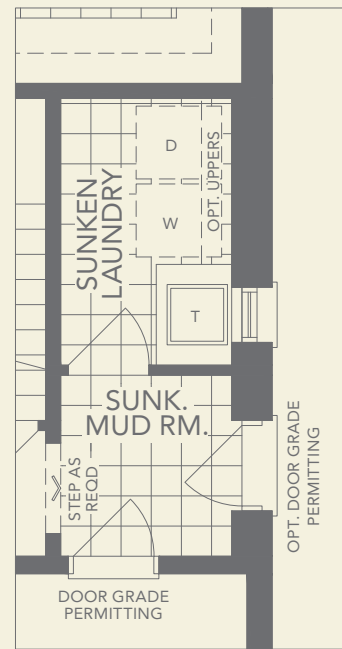 D
OPT. UPPERS
SUNKEN
LAUNDRY
W
T
SUNK.
MUD RM.
STEP AS
REQD
OPT. DOOR GRADE
PERMITTING
DOOR GRADE
PERMITTING